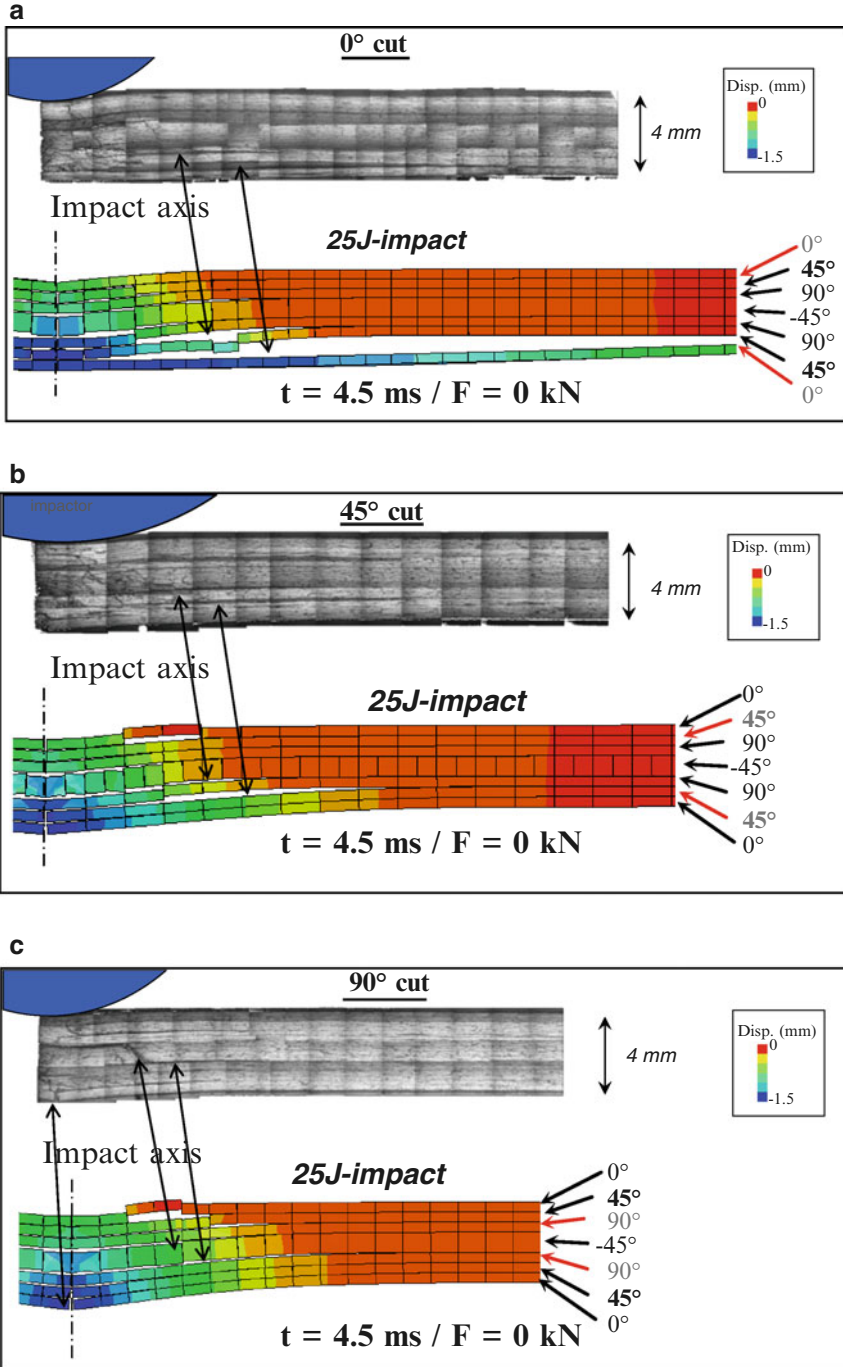 a
0° cut
Disp. (mm)
0
-1.5
4 mm
Impact axis
25J-impact
0°
45°
90°
-45°
90°
45°
0°
t = 4.5 ms / F = 0 kN
b
impactor
45° cut
Disp. (mm)
0
-1.5
4 mm
Impact axis
25J-impact
0°
45°
90°
-45°
90°
45°
0°
t = 4.5 ms / F = 0 kN
c
90° cut
Disp. (mm)
0
-1.5
4 mm
Impact axis
25J-impact
0°
45°
90°
-45°
90°
45°
0°
t = 4.5 ms / F = 0 kN